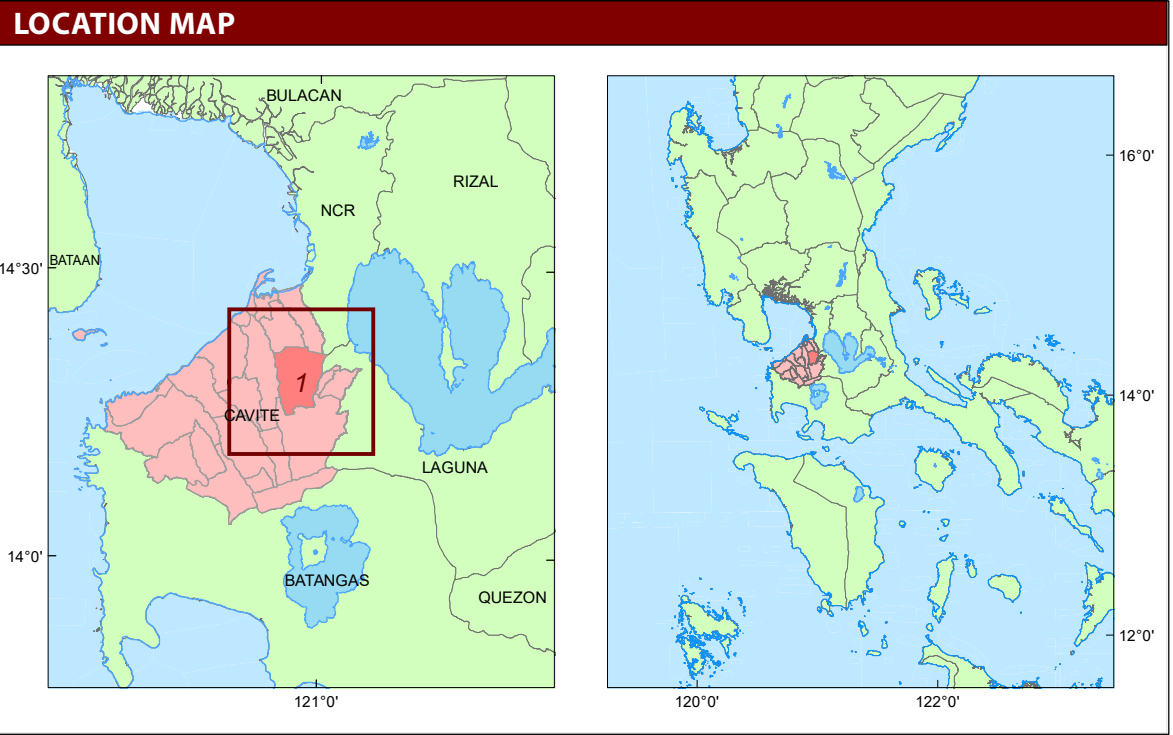 LOCATION MAP
BULACAN
RIZAL
NCR
BATAAN
14°30'
1
CAVITE
LAGUNA
14°0'
BATANGAS
QUEZON
121°0'
16°0'
14°0'
12°0'
120°0'
122°0'